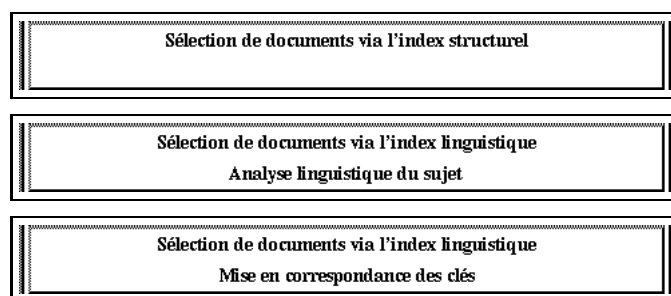 Sélection de documents via l'index structurel
Sélection de documents via l'index linguistique
Analyse linguistique du sujet
Sélection de documents via l'index linguistique
Mise en correspondance des clés